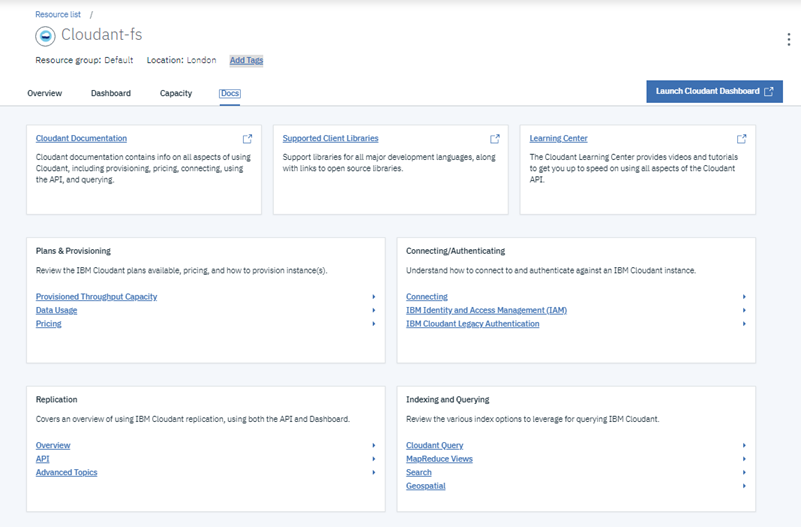 Resource list /
Cloudant-fs
Resource group: Default Location: London Add Tags
Overview Dashboard Capacity Docs
Launch Cloudant Dashboard
Cloudant Documentation
Cloudant documentation contains info on all aspects of using
Cloudant, including provisioning, pricing, connecting, using
the API, and querying.
Supported Client Libraries
Support libraries for all major development languages, along
with links to open source libraries.
Learning Center
The Cloudant Learning Center provides videos and tutorials
to get you up to speed on using all aspects of the Cloudant
API.
Plans & Provisioning
Review the IBM Cloudant plans available, pricing, and how to provision instance(s).
Provisioned Throughput Capacity
Data Usage
Pricing
Connecting/Authenticating
Understand how to connect to and authenticate against an IBM Cloudant instance.
Connecting
IBM Identity and Access Management (IAM)
IBM Cloudant Legacy Authentication
Replication
Covers an overview of using IBM Cloudant replication, using both the API and Dashboard.
Overview
API
Advanced Topics
Indexing and Querying
Review the various index options to leverage for querying IBM Cloudant.
Cloudant Query
MapReduce Views
Search
Geospatial